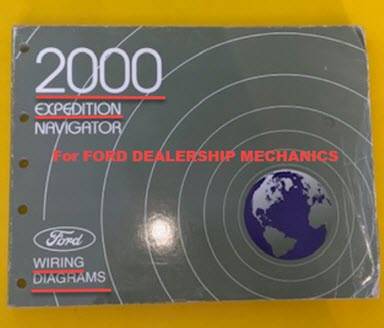 2000
EXPEDITION
NAVIGATOR
For FORD DEALERSHIP MECHANICS
Ford
WIRING
DIAGRAMS